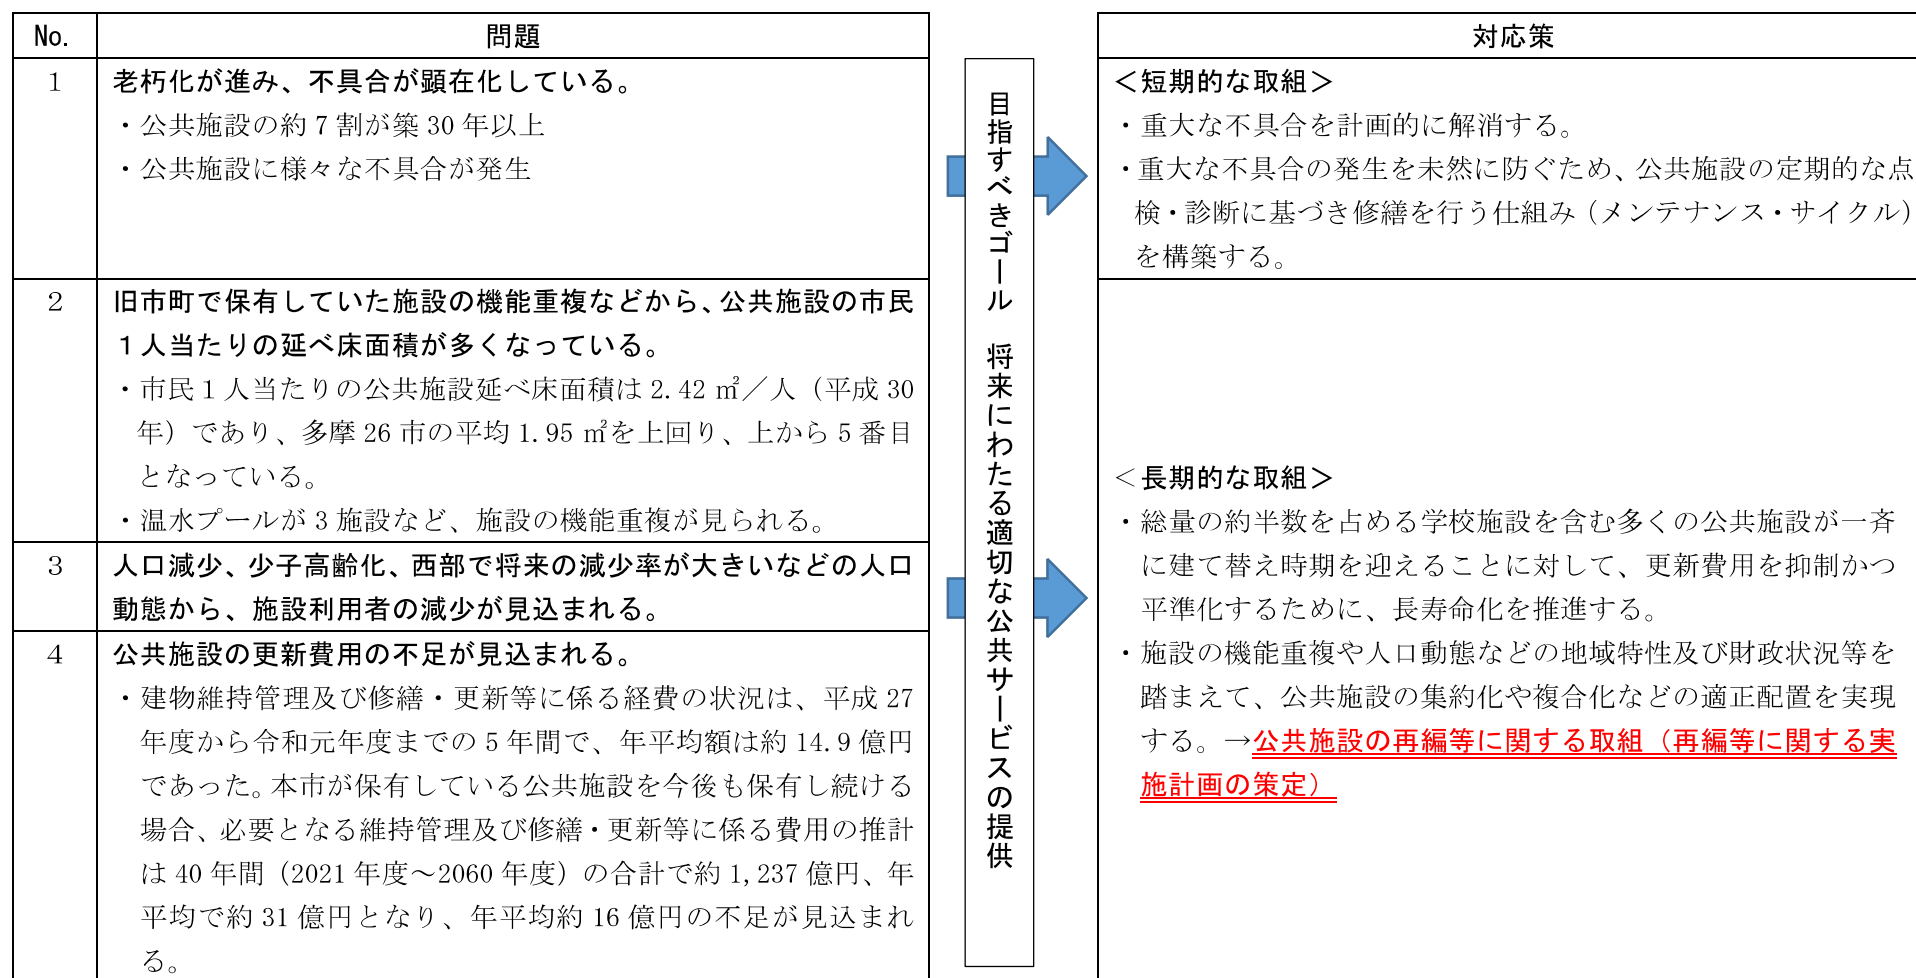 No.
問題
1
老朽化が進み、不具合が顕在化している。
・公共施設の約7割が築30年以上
・公共施設に様々な不具合が発生
2
旧市町で保有していた施設の機能重複などから、公共施設の市民
１人当たりの延べ床面積が多くなっている。
・市民１人当たりの公共施設延べ床面積は2.42㎡／人（平成30
年）であり、多摩26市の平均1.95㎡を上回り、上から5番目
となっている。
・温水プールが3施設など、施設の機能重複が見られる。
3
人口減少、少子高齢化、西部で将来の減少率が大きいなどの人口
動態から、施設利用者の減少が見込まれる。
4
公共施設の更新費用の不足が見込まれる。
・建物維持管理及び修繕・更新等に係る経費の状況は、平成27
年度から令和元年度までの5年間で、年平均額は約14.9億円
であった。本市が保有している公共施設を今後も保有し続ける
場合、必要となる維持管理及び修繕・更新等に係る費用の推計
は40年間（2021年度～2060年度）の合計で約1,237億円、年
平均で約31億円となり、年平均約16億円の不足が見込まれ
る。
目指すべきゴール　将来にわたる適切な公共サービスの提供
対応策
＜短期的な取組＞
・重大な不具合を計画的に解消する。
・重大な不具合の発生を未然に防ぐため、公共施設の定期的な点
検・診断に基づき修繕を行う仕組み（メンテナンス・サイクル）
を構築する。
＜長期的な取組＞
・総量の約半数を占める学校施設を含む多くの公共施設が一斉
に建て替え時期を迎えることに対して、更新費用を抑制かつ
平準化するために、長寿命化を推進する。
・施設の機能重複や人口動態などの地域特性及び財政状況等を
踏まえて、公共施設の集約化や複合化などの適正配置を実現
する。→公共施設の再編等に関する取組（再編等に関する実
施計画の策定）